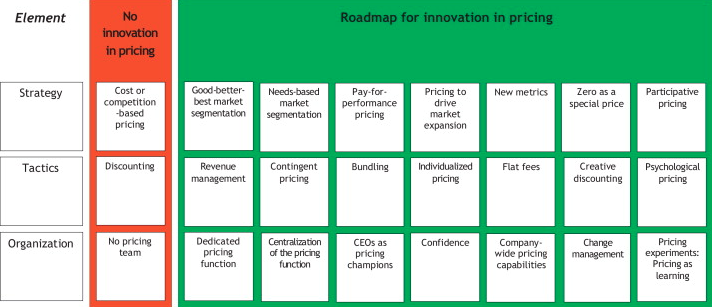 Element
No
innovation
in pricing
Roadmap for innovation in pricing
Strategy
Cost or
competition
-based
pricing
Good-better-
best market
segmentation
Needs-based
market
segmentation
Pay-for-
performance
pricing
Pricing to
drive
market
expansion
New metrics
Zero as a
special price
Participative
pricing
Tactics
Discounting
Revenue
management
Contingent
pricing
Bundling
Individualized
pricing
Flat fees
Creative
discounting
Psychological
pricing
Organization
No pricing
team
Dedicated
pricing
function
Centralization
of the pricing
function
CEOs as
pricing
champions
Confidence
Company-
wide pricing
capabilities
Change
management
Pricing
experiments:
Pricing as
learning